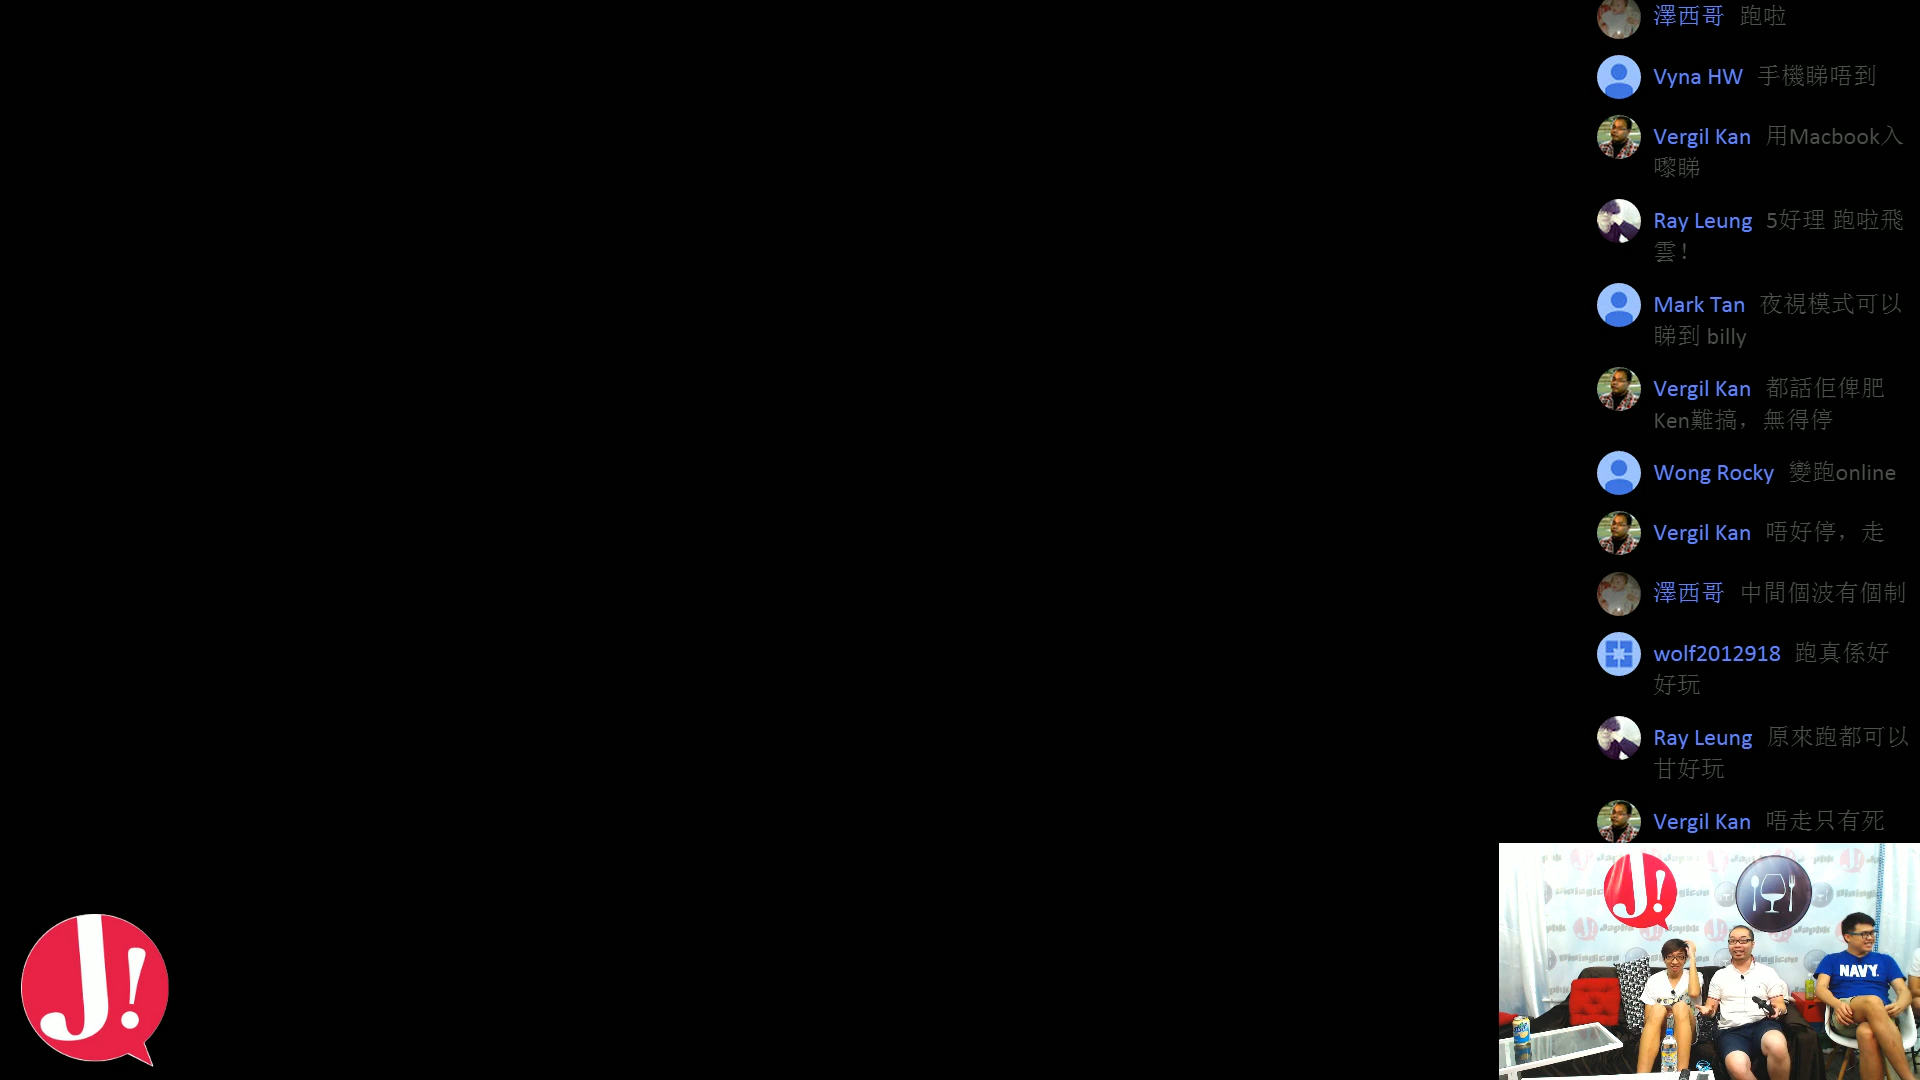 澤西哥 跑啦
Vyna HW 手機睇唔到
Vergil Kan 用Macbook入
嚟睇
Ray Leung 5好理 跑啦飛
雲！
Mark Tan 夜視模式可以
睇到 billy
Vergil Kan 都話佢俾肥
Ken難搞，無得停
Wong Rocky 變跑online
Vergil Kan 唔好停，走
澤西哥 中間個波有個制
wolf2012918 跑真係好
好玩
Ray Leung 原來跑都可以
甘好玩
Vergil Kan 唔走只有死
J!
J!
NAVY.